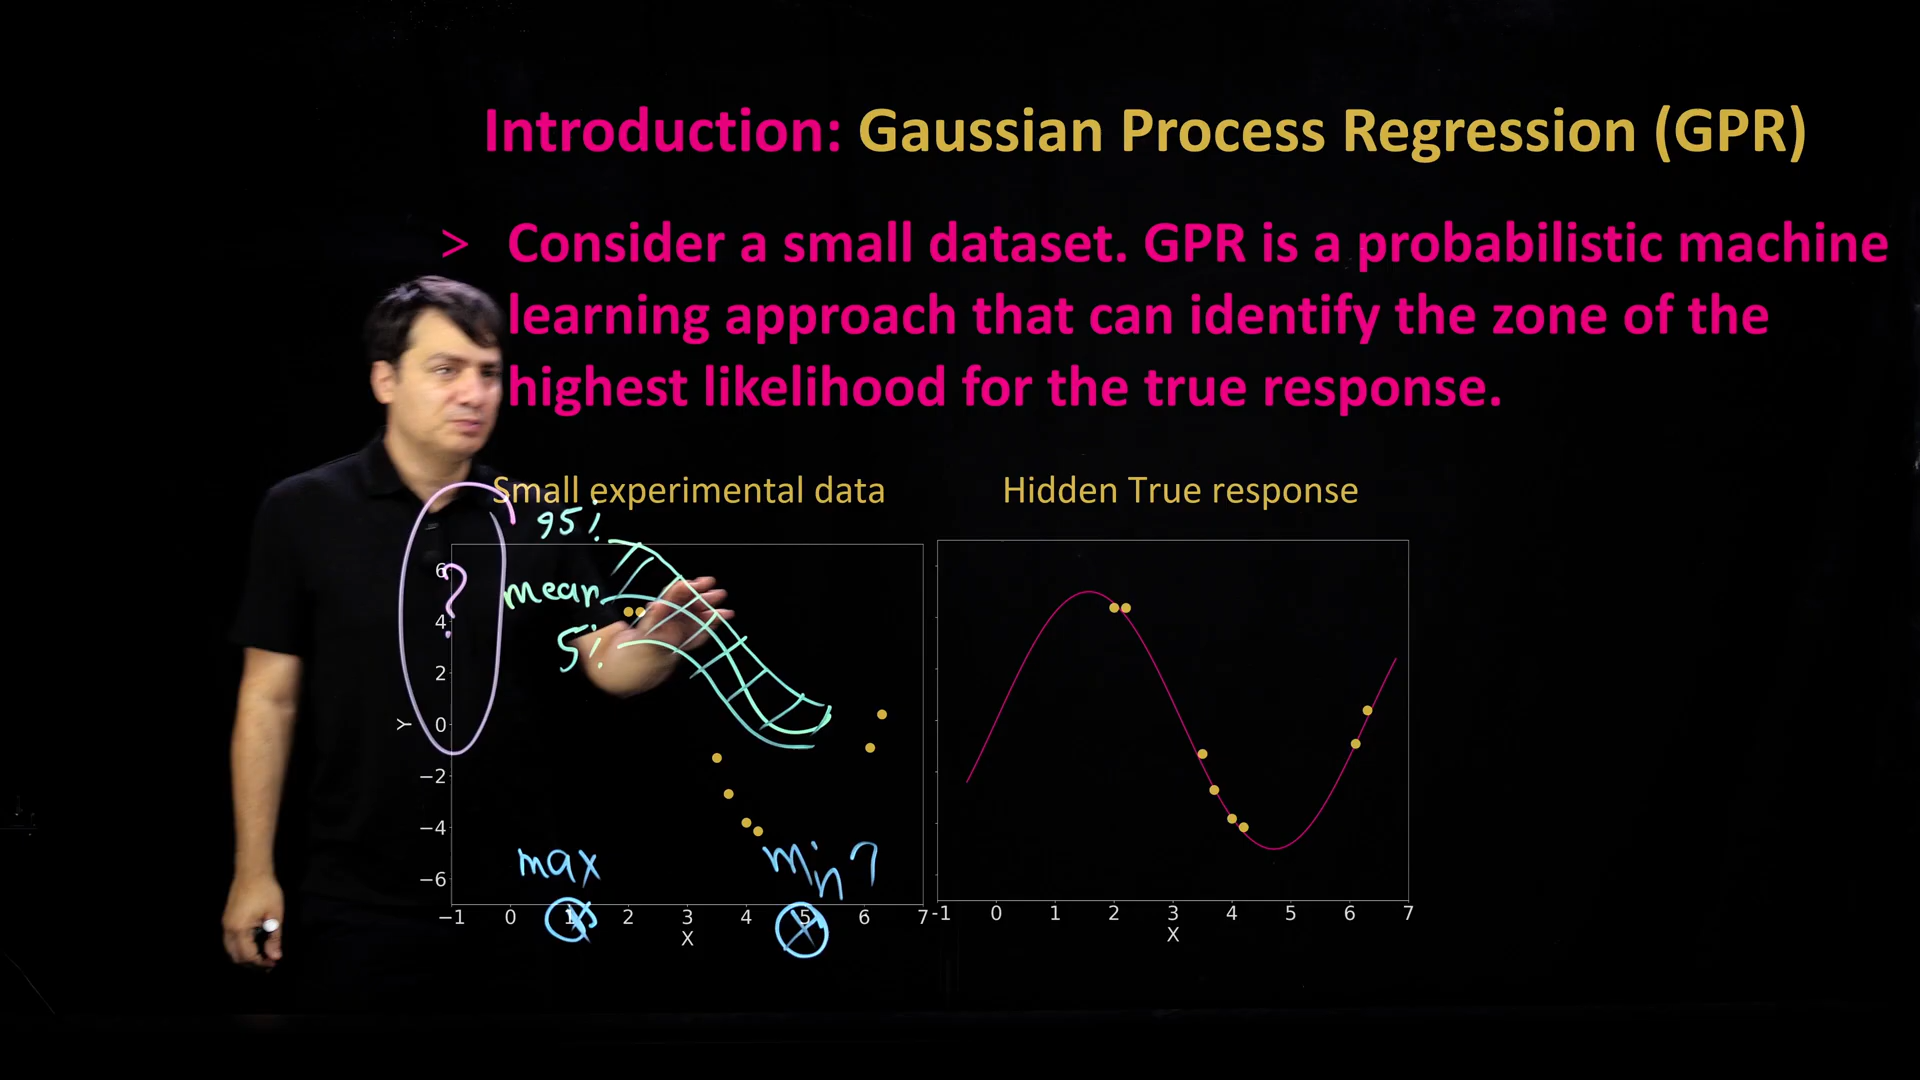 Introduction: Gaussian Process Regression (GPR)
> Consider a small dataset. GPR is a probabilistic machine
learning approach that can identify the zone of the
highest likelihood for the true response.
Small experimental data
Hidden True response
95%
mean
5%
?
6
4
2
0
−2
−4
−6
Y
max
min?
−1 0 1 2 3 4 5 6 7
X
-1 0 1 2 3 4 5 6 7
X